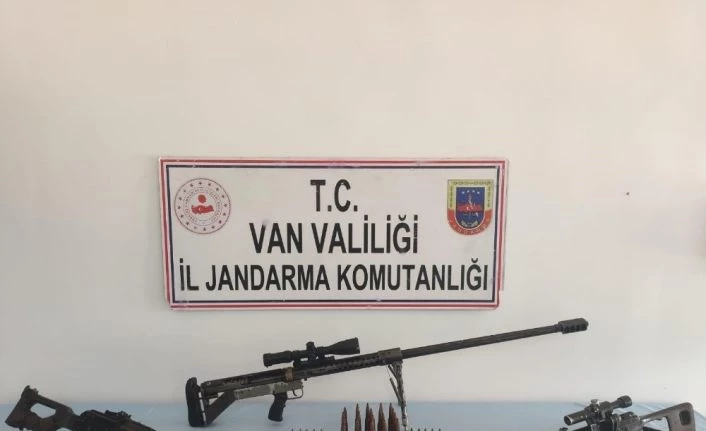 T.C.
VAN VALİLİĞİ
İL JANDARMA KOMUTANLIĞI